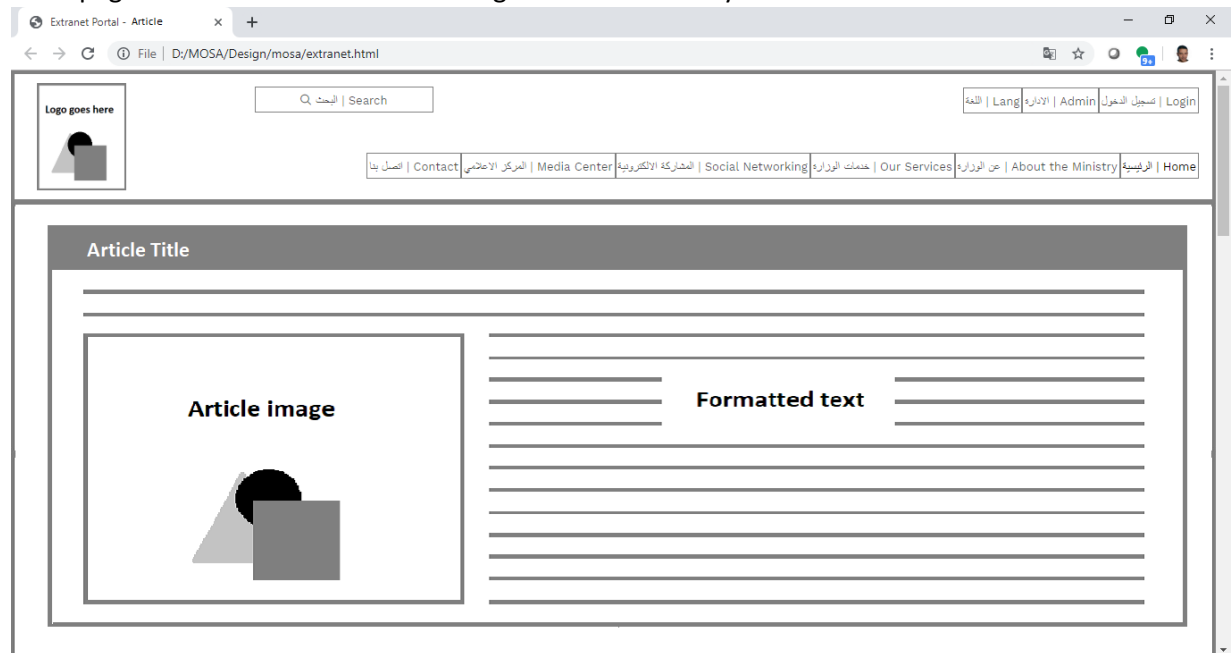 Extranet Portal - Article
File | D:/MOSA/Design/mosa/extranet.html
9+
Logo goes here
البحث | Search
اللغة | Lang
الادارة | Admin
تسجيل الدخول | Login
اتصل بنا | Contact
المركز الاعلامي | Media Center
المشاركة الالكترونية | Social Networking
خدمات الوزارة | Our Services
عن الوزارة | About the Ministry
الرئيسية | Home
Article Title
Article image
Formatted text